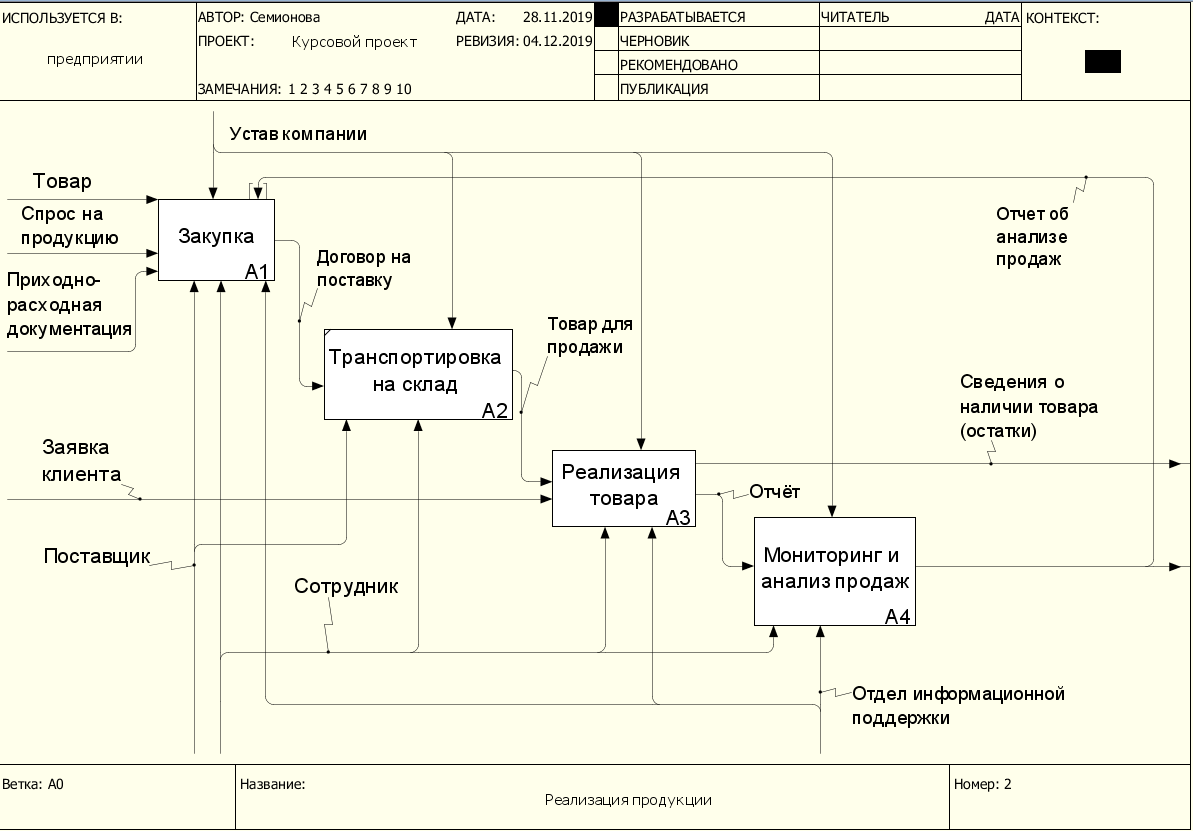 ИСПОЛЬЗУЕТСЯ В:
предприятии
АВТОР: Семионова
ДАТА: 28.11.2019
ПРОЕКТ: Курсовой проект
РЕВИЗИЯ: 04.12.2019
ЗАМЕЧАНИЯ: 1 2 3 4 5 6 7 8 9 10
РАЗРАБАТЫВАЕТСЯ
ЧЕРНОВИК
РЕКОМЕНДОВАНО
ПУБЛИКАЦИЯ
ЧИТАТЕЛЬ
ДАТА
КОНТЕКСТ:
Устав компании
Товар
Спрос на
продукцию
Приходно-
расходная
документация
Закупка
A1
Договор на
поставку
Отчет об
анализе
продаж
Транспортировка
на склад
A2
Товар для
продажи
Сведения о
наличии товара
(остатки)
Заявка
клиента
Реализация
товара
A3
Отчёт
Поставщик
Мониторинг и
анализ продаж
A4
Сотрудник
Отдел информационной
поддержки
Ветка: A0
Название:
Реализация продукции
Номер: 2